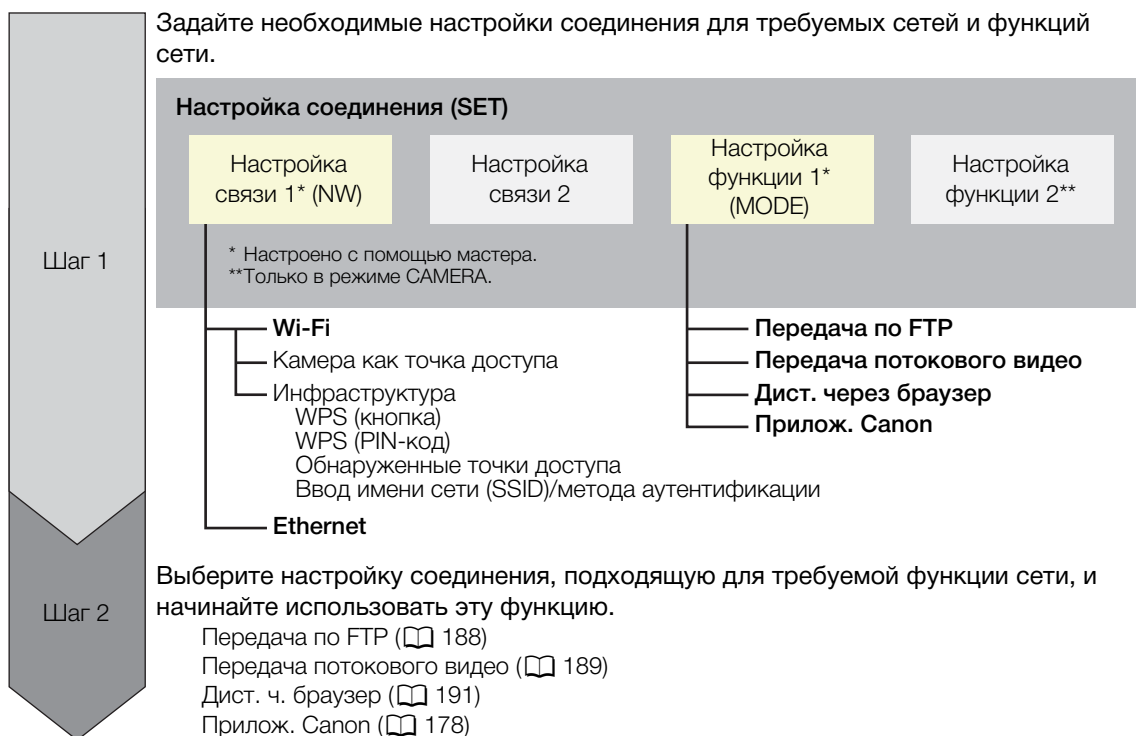 Задайте необходимые настройки соединения для требуемых сетей и функций
сети.
Настройка соединения (SET)
Настройка
связи 1* (NW)
Настройка
связи 2
Настройка
функции 1*
(MODE)
Настройка
функции 2**
* Настроено с помощью мастера.
**Только в режиме CAMERA.
Шаг 1
Wi-Fi
Камера как точка доступа
Инфраструктура
WPS (кнопка)
WPS (PIN-код)
Обнаруженные точки доступа
Ввод имени сети (SSID)/метода аутентификации
Ethernet
Передача по FTP
Передача потокового видео
Дист. через браузер
Прилож. Canon
Шаг 2
Выберите настройку соединения, подходящую для требуемой функции сети, и
начинайте использовать эту функцию.
Передача по FTP (188)
Передача потокового видео (189)
Дист. ч. браузер (191)
Прилож. Canon (178)